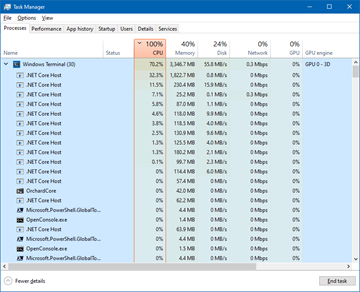 Task Manager
File Options View
Processes Performance App history Startup Users Details Services
100% 40% 24% 0% 0%
Name Status CPU Memory Disk Network GPU GPU engine
Windows Terminal (30) 70.2% 3,346.7 MB 55.8 MB/s 0.3 Mbps 0% GPU 0 - 3D
.NET Core Host 32.3% 1,822.7 MB 0.8 MB/s 0 Mbps 0%
.NET Core Host 11.5% 230.4 MB 15.9 MB/s 0 Mbps 0%
.NET Core Host 7.1% 25.2 MB 0.1 MB/s 0.3 Mbps 0%
.NET Core Host 5.8% 87.0 MB 1.1 MB/s 0 Mbps 0%
.NET Core Host 4.6% 118.0 MB 9.9 MB/s 0 Mbps 0%
.NET Core Host 3.8% 118.5 MB 4.0 MB/s 0 Mbps 0%
.NET Core Host 2.5% 130.9 MB 9.6 MB/s 0 Mbps 0%
.NET Core Host 1.3% 125.5 MB 4.0 MB/s 0 Mbps 0%
.NET Core Host 1.3% 180.2 MB 2.1 MB/s 0 Mbps 0%
.NET Core Host 0.1% 99.7 MB 2.3 MB/s 0 Mbps 0%
.NET Core Host 0% 114.4 MB 6.0 MB/s 0 Mbps 0%
.NET Core Host 0% 57.4 MB 0 MB/s 0 Mbps 0%
OrchardCore 0% 42.0 MB 0 MB/s 0 Mbps 0%
.NET Core Host 0% 62.2 MB 0 MB/s 0 Mbps 0%
Microsoft.PowerShell.GlobalTo... 0% 4.4 MB 0 MB/s 0 Mbps 0%
OpenConsole.exe 0% 1.4 MB 0 MB/s 0 Mbps 0%
.NET Core Host 0% 63.9 MB 0 MB/s 0 Mbps 0%
Microsoft.PowerShell.GlobalTo... 0% 4.4 MB 0 MB/s 0 Mbps 0%
OpenConsole.exe 0% 1.5 MB 0 MB/s 0 Mbps 0%
Microsoft.PowerShell.GlobalTo... 0% 4.4 MB 0 MB/s 0 Mbps 0%
Fewer details End task